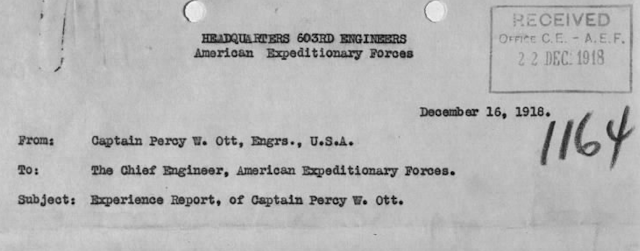 HEADQUARTERS 603RD ENGINEERS
American Expeditionary Forces
RECEIVED
Office C.E. - A.E.F.
22 DEC. 1918
December 16, 1918.
1164
From: Captain Percy W. Ott, Engrs., U.S.A.
To: The Chief Engineer, American Expeditionary Forces.
Subject: Experience Report, of Captain Percy W. Ott.